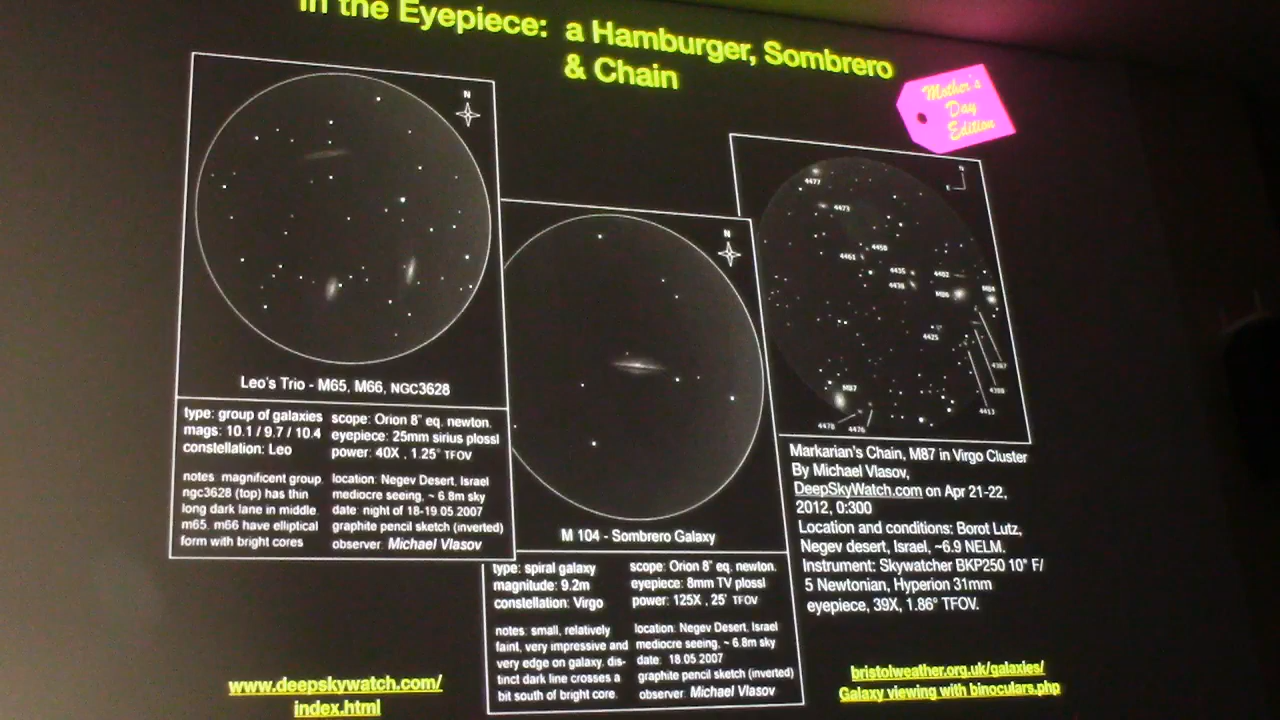 In the Eyepiece: a Hamburger, Sombrero
& Chain
Mother's
Day
Edition
N
Leo's Trio - M65, M66, NGC3628
type: group of galaxies
mags: 10.1 / 9.7 / 10.4
constellation: Leo
scope: Orion 8" eq. newton.
eyepiece: 25mm sirius plossl
power: 40X , 1.25° TFOV
notes: magnificent group.
ngc3628 (top) has thin
long dark lane in middle.
m65. m66 have elliptical
form with bright cores
location: Negev Desert, Israel
mediocre seeing, ~ 6.8m sky
date: night of 18-19.05.2007
graphite pencil sketch (inverted)
observer: Michael Vlasov
N
M 104 - Sombrero Galaxy
type: spiral galaxy
magnitude: 9.2m
constellation: Virgo
scope: Orion 8" eq. newton.
eyepiece: 8mm TV plossl
power: 125X , 25' TFOV
notes: small, relatively
faint, very impressive and
very edge on galaxy. dis-
tinct dark line crosses a
bit south of bright core.
location: Negev Desert, Israel
mediocre seeing, ~ 6.8m sky
date: 18.05.2007
graphite pencil sketch (inverted)
observer: Michael Vlasov
N
4477
4473
4458
4461
4435
4402
4438
M86
M84
4425
4387
4388
4413
M87
4478
4476
Markarian's Chain, M87 in Virgo Cluster
By Michael Vlasov,
DeepSkyWatch.com on Apr 21-22,
2012, 0:300
Location and conditions: Borot Lutz,
Negev desert, Israel, ~6.9 NELM.
Instrument: Skywatcher BKP250 10" F/
5 Newtonian, Hyperion 31mm
eyepiece, 39X, 1.86° TFOV.
www.deepskywatch.com/
index.html
bristolweather.org.uk/galaxies/
Galaxy viewing with binoculars.php